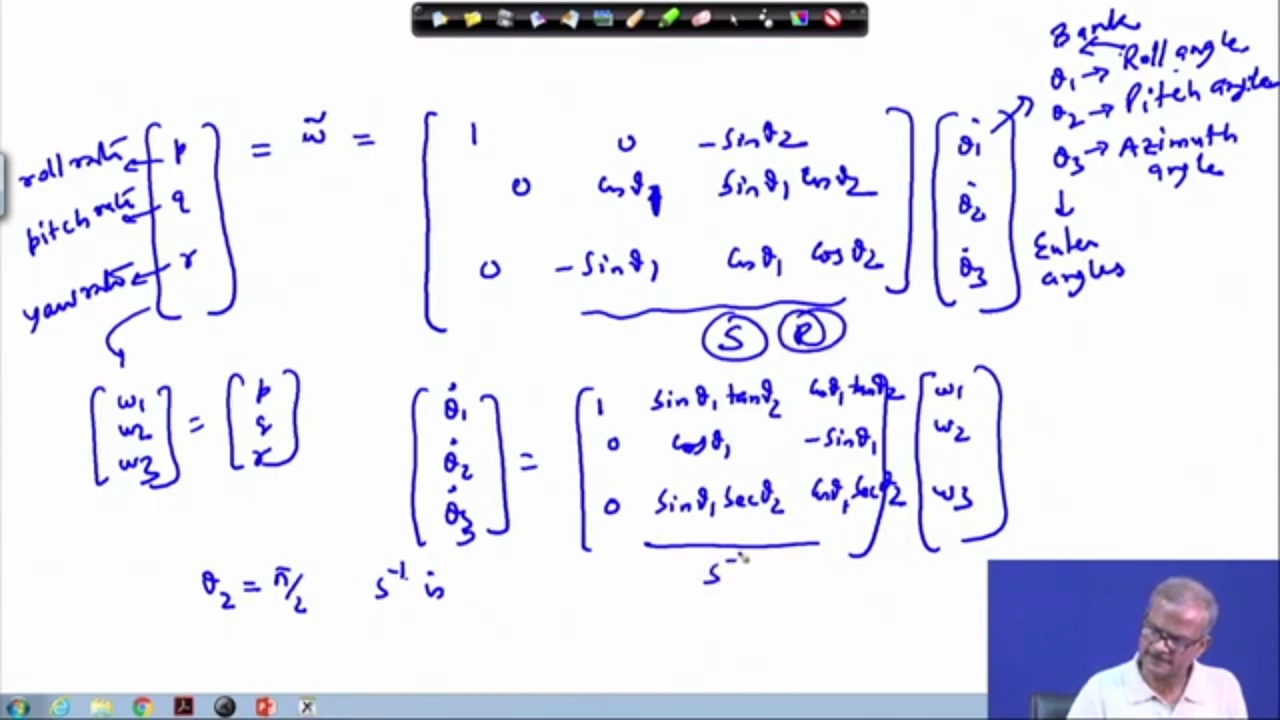 Bank
Roll angle
θ1 → Pitch angle
θ2 →
θ3 → Azimuth angle
↓
Euler angles
roll rate ← p
pitch rate ← q
yaw rate ← r
[p q r] = ω̃ = [1 0 -sinθ2
0 cosθ1 sinθ1 cosθ2
0 -sinθ1 cosθ1 cosθ2] [θ̇1 θ̇2 θ̇3]
S R
[ω1 ω2 ω3] = [p q r]
[θ̇1 θ̇2 θ̇3] = [1 sinθ1 tanθ2 cosθ1 tanθ2
0 cosθ1 -sinθ1
0 sinθ1 secθ2 cosθ1 secθ2] [ω1 ω2 ω3]
S⁻
θ2 = π/2 S⁻¹ is